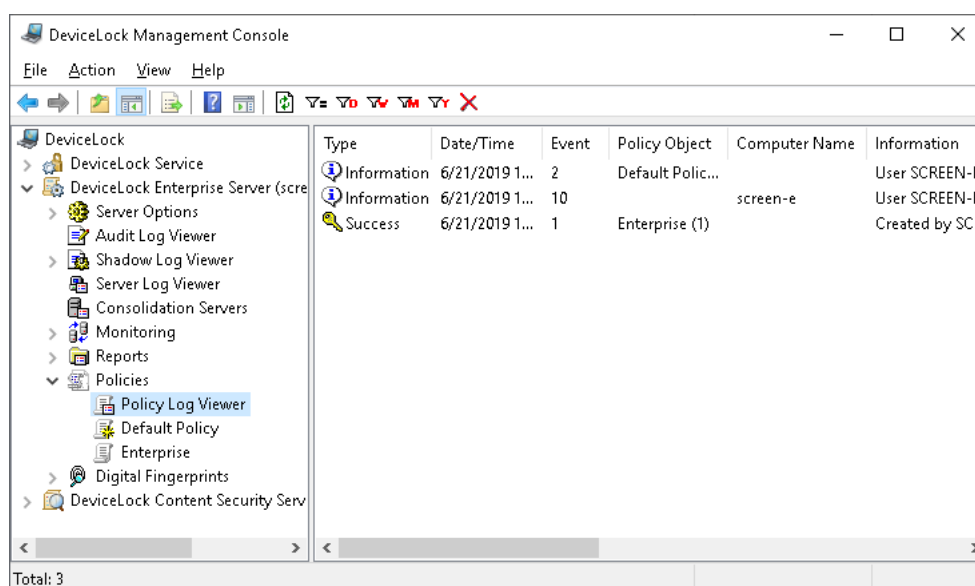 DeviceLock Management Console
File Action View Help
DeviceLock
DeviceLock Service
DeviceLock Enterprise Server (scre
Server Options
Audit Log Viewer
Shadow Log Viewer
Server Log Viewer
Consolidation Servers
Monitoring
Reports
Policies
Policy Log Viewer
Default Policy
Enterprise
Digital Fingerprints
DeviceLock Content Security Serv
Type Date/Time Event Policy Object Computer Name Information
Information 6/21/2019 1... 2 Default Polic... User SCREEN-
Information 6/21/2019 1... 10 screen-e User SCREEN-
Success 6/21/2019 1... 1 Enterprise (1) Created by SC
Total: 3